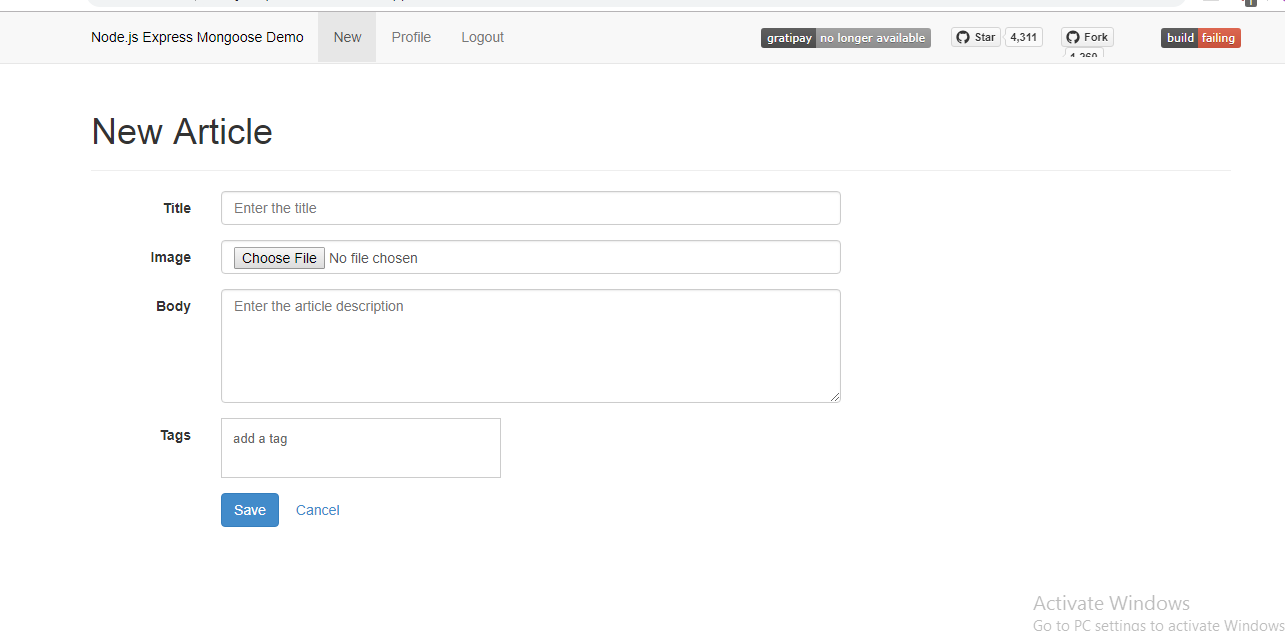 Node.js Express Mongoose Demo New Profile Logout gratipay no longer available Star 4,311 Fork build failing
1,260
New Article
Title Enter the title
Image Choose File No file chosen
Body Enter the article description
Tags add a tag
Save Cancel
Activate Windows
Go to PC settings to activate Windows